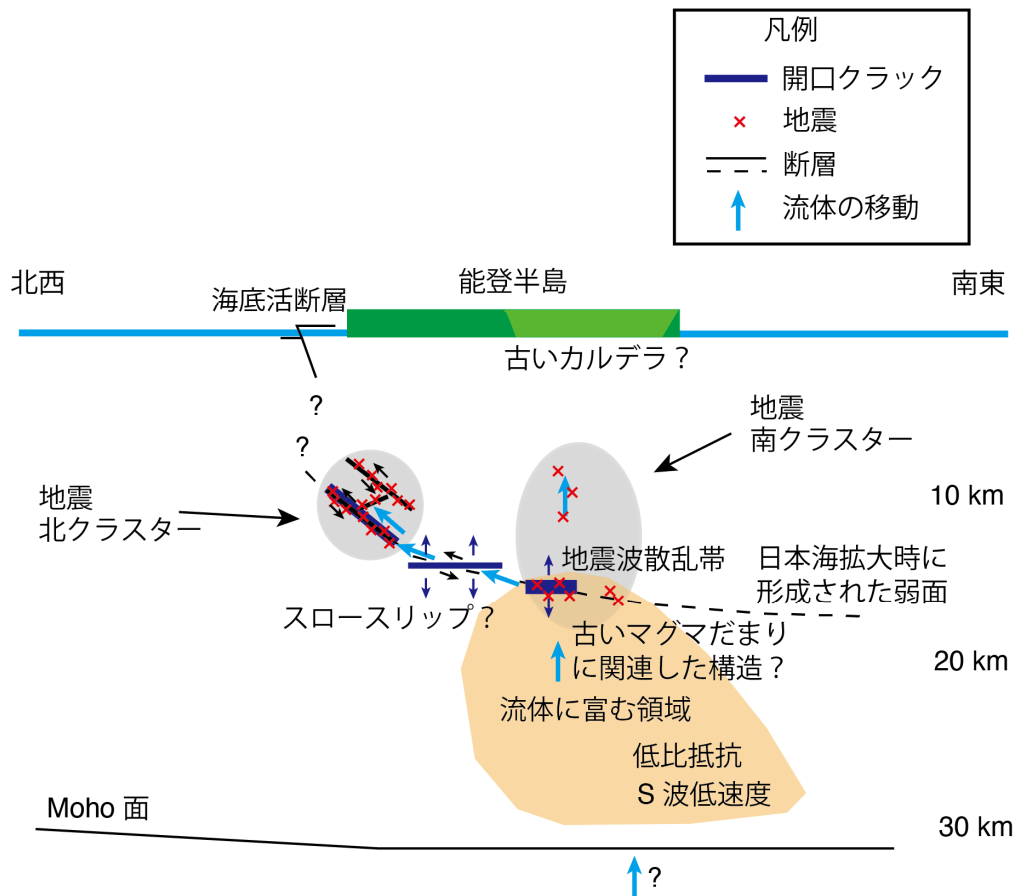 凡例
開口クラック
地震
断層
流体の移動
北西
能登半島
南東
海底活断層
古いカルデラ？
?
?
地震
南クラスター
地震
北クラスター
10 km
地震波散乱帯
日本海拡大時に
形成された弱面
スロースリップ？
古いマグマだまり
に関連した構造？
20 km
流体に富む領域
低比抵抗
S 波低速度
Moho 面
30 km
?